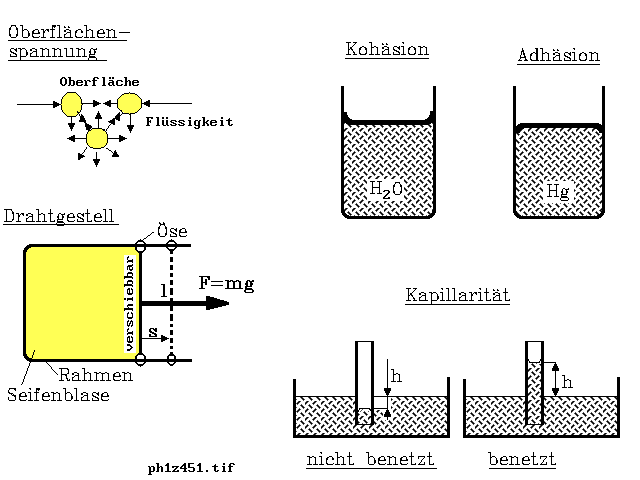 Oberflächen-
spannung
Oberfläche
Flüssigkeit
Kohäsion
Adhäsion
H₂O
Hg
Drahtgestell
Öse
verschiebbar
l
F=mg
s
Rahmen
Seifenblase
Kapillarität
h
h
nicht benetzt
benetzt
ph1z451.tif